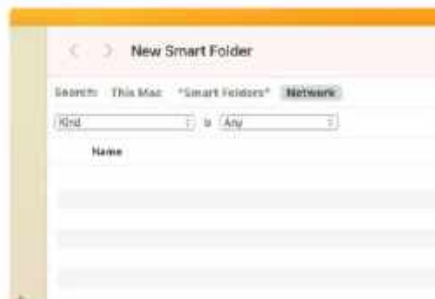 New Smart Folder
Search: This Mac "Smart Folders" Network
Kind is Any
Name